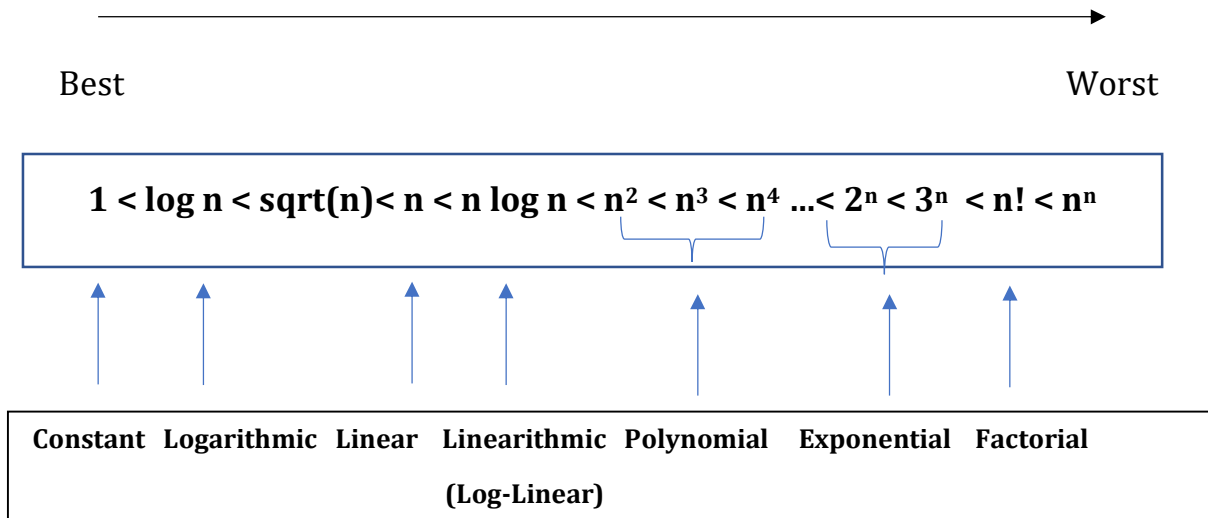 Best Worst
1 < log n < sqrt(n)< n < n log n < n² < n³ < n⁴ ...< 2ⁿ < 3ⁿ < n! < nⁿ
Constant Logarithmic Linear Linearithmic Polynomial Exponential Factorial
(Log-Linear)